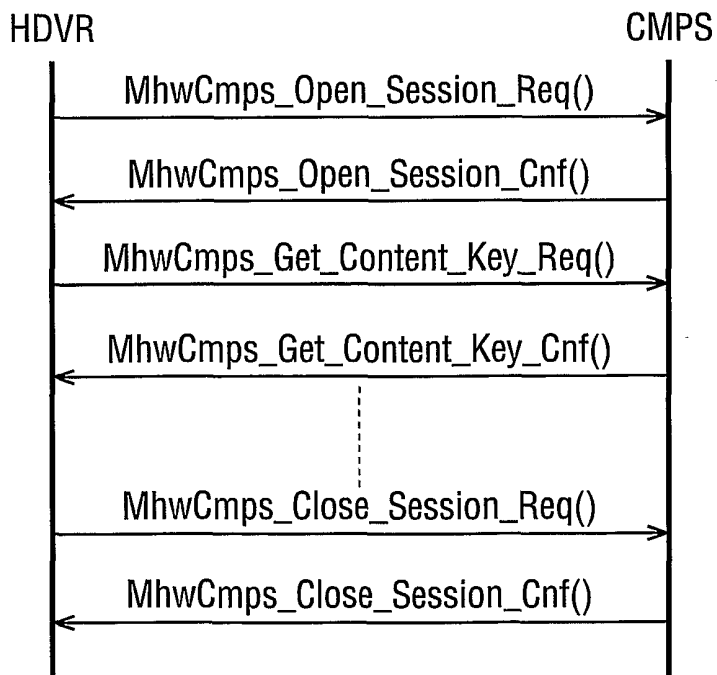 HDVR CMPS
MhwCmps_Open_Session_Req()
MhwCmps_Open_Session_Cnf()
MhwCmps_Get_Content_Key_Req()
MhwCmps_Get_Content_Key_Cnf()
MhwCmps_Close_Session_Req()
MhwCmps_Close_Session_Cnf()